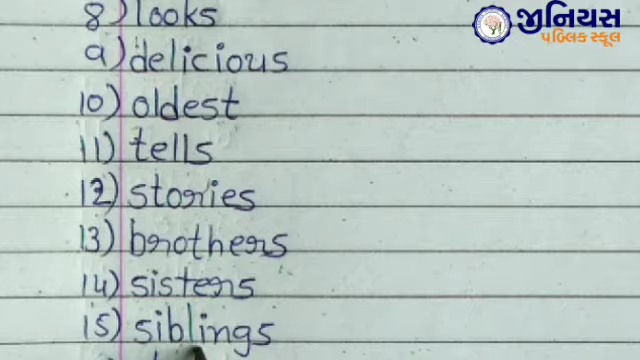 8) looks
જીનિયસ
પબ્લિક સ્કૂલ
9) delicious
10) oldest
11) tells
12) stories
13) brothers
14) sisters
15) siblings